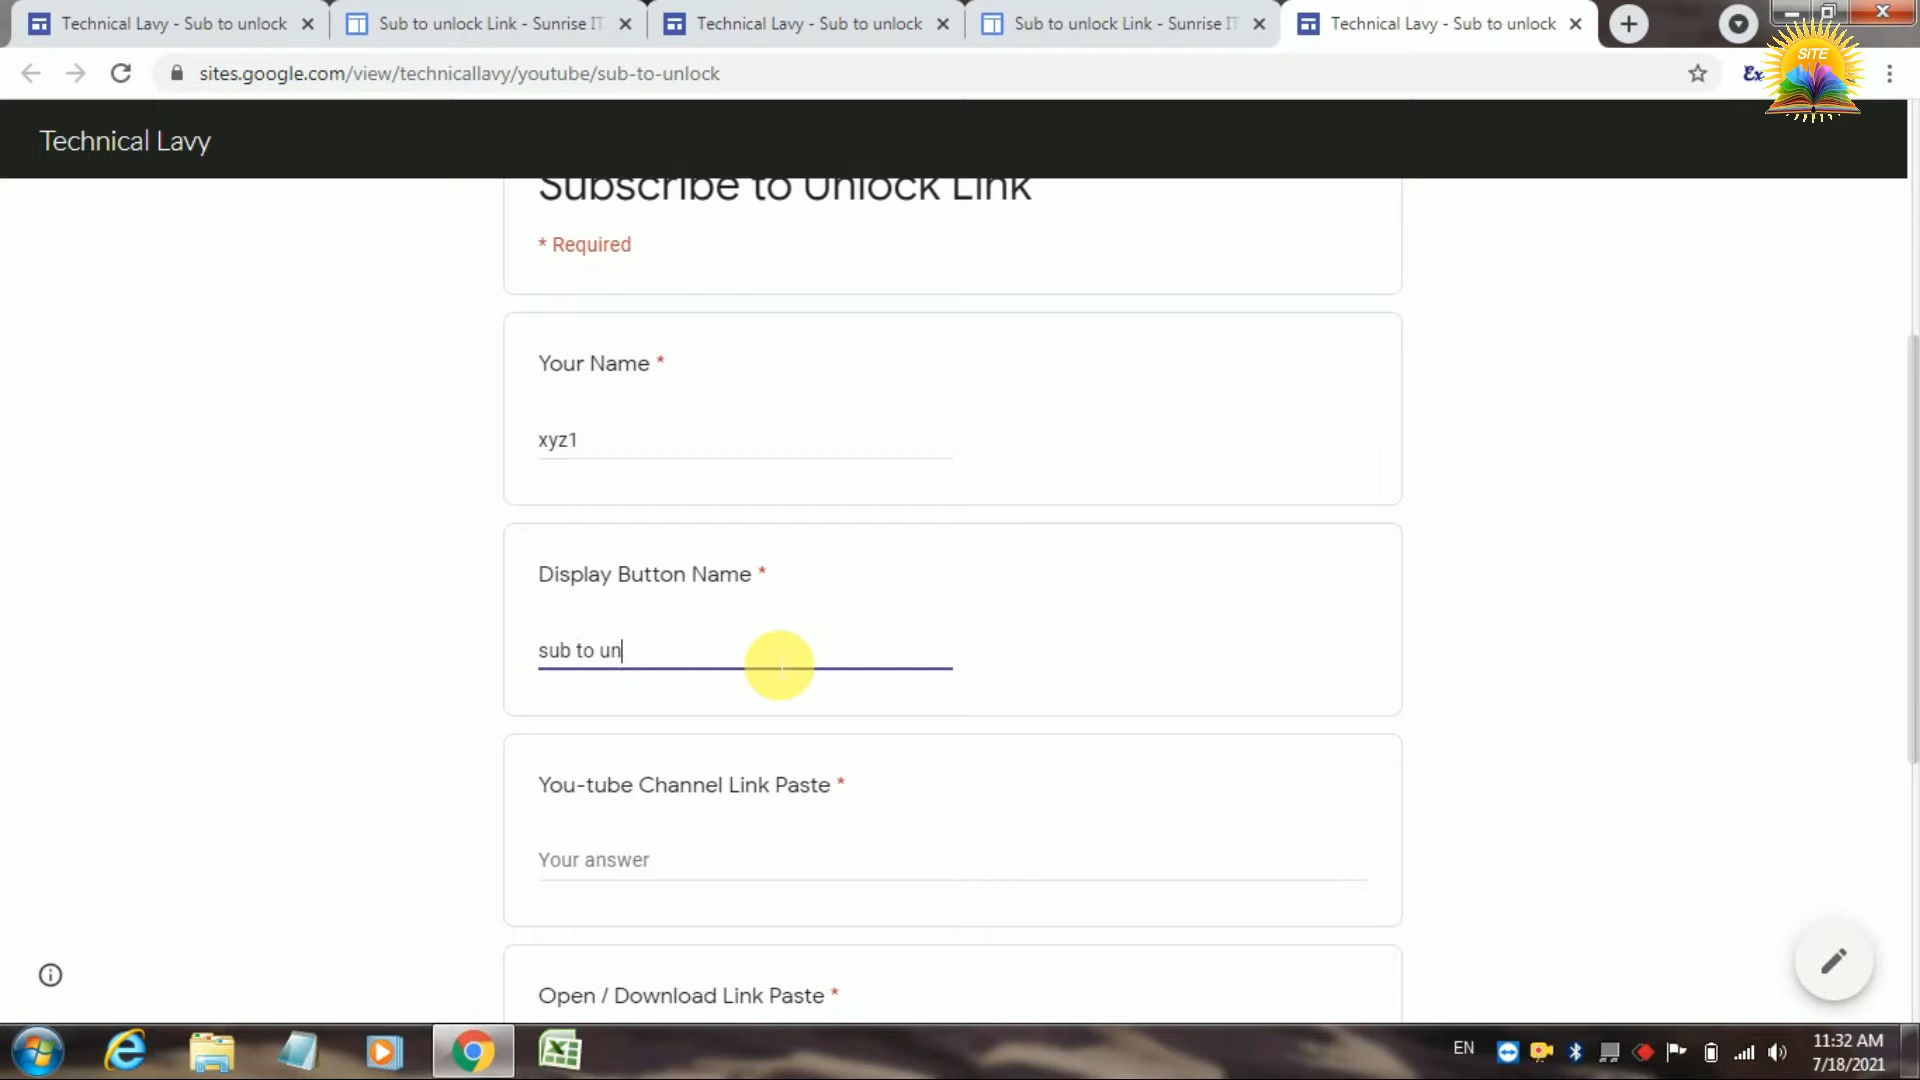 Technical Lavy - Sub to unlock
Sub to unlock Link - Sunrise IT
Technical Lavy - Sub to unlock
Sub to unlock Link - Sunrise IT
Technical Lavy - Sub to unlock
sites.google.com/view/technicallavy/youtube/sub-to-unlock
Ex
SITE
Technical Lavy
Subscribe to Unlock Link
* Required
Your Name *
xyz1
Display Button Name *
sub to un
You-tube Channel Link Paste *
Your answer
Open / Download Link Paste *
EN
11:32 AM
7/18/2021